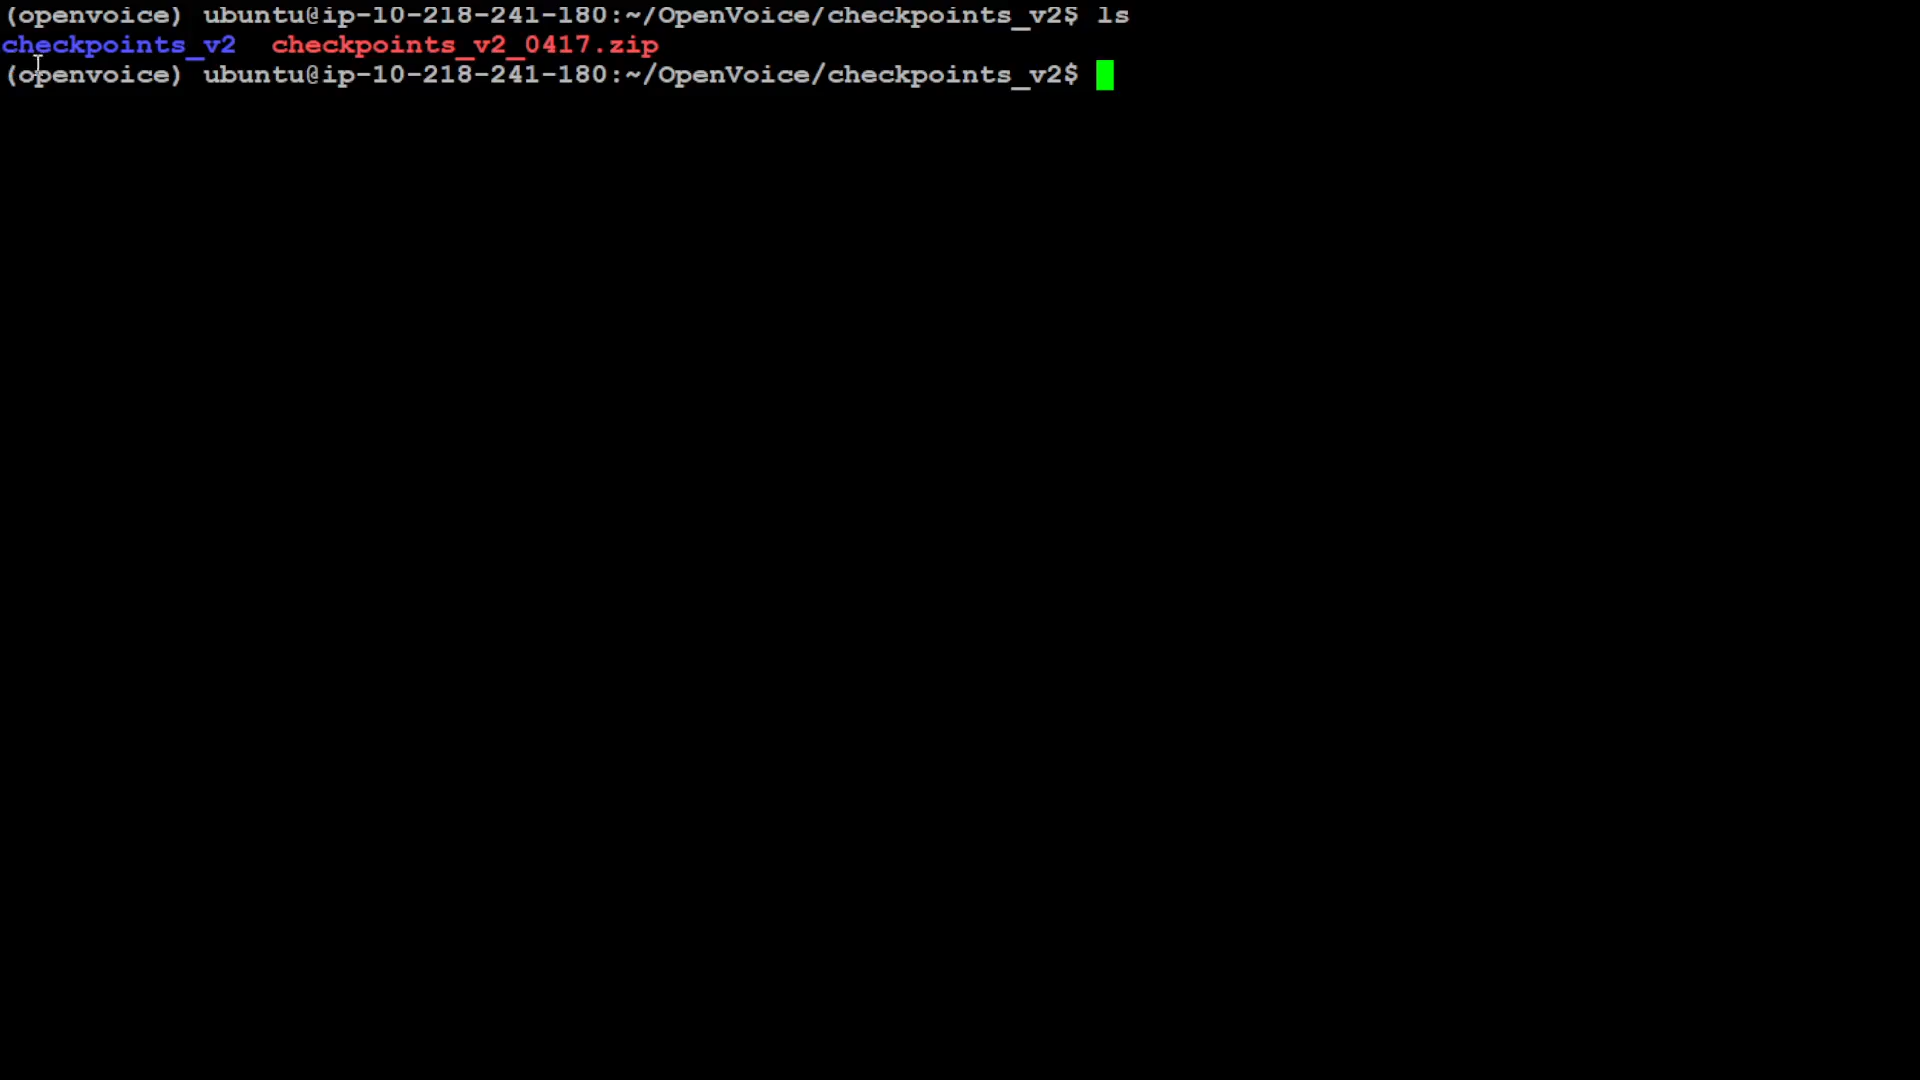 (openvoice) ubuntu@ip-10-218-241-180:~/OpenVoice/checkpoints_v2$ ls
checkpoints_v2  checkpoints_v2_0417.zip
(openvoice) ubuntu@ip-10-218-241-180:~/OpenVoice/checkpoints_v2$